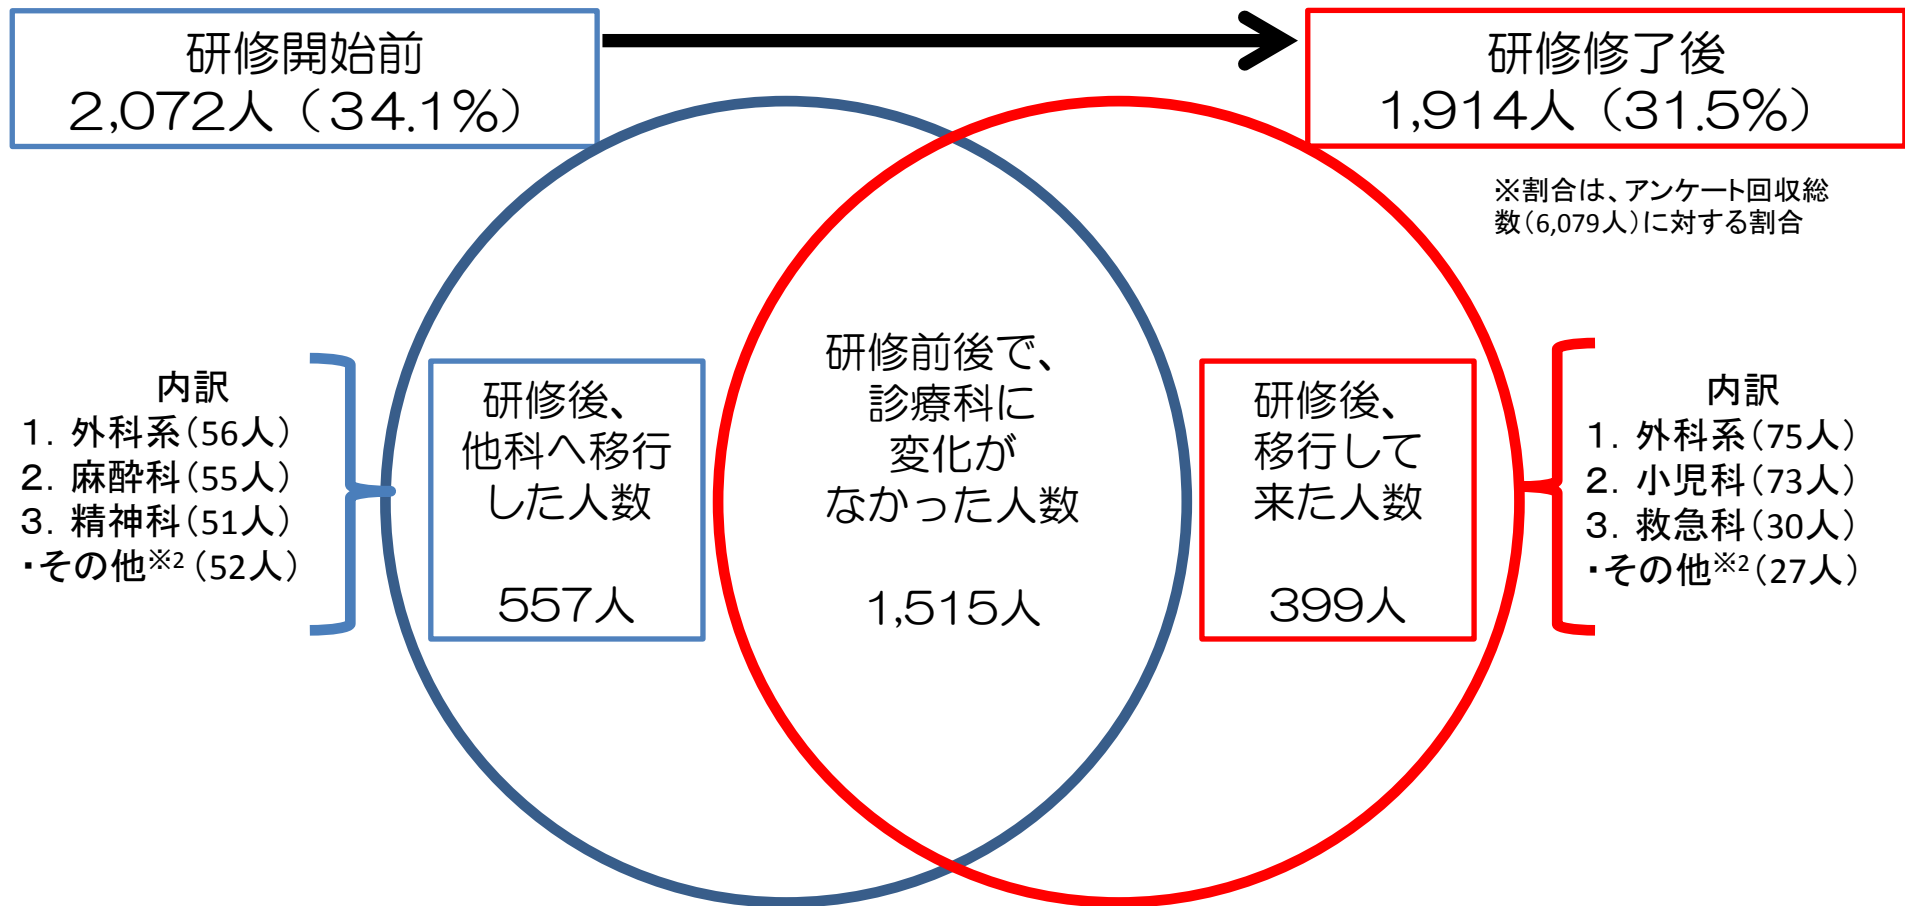 研修開始前
2,072人（34.1%）
研修修了後
1,914人（31.5%）
※割合は、アンケート回収総
数（6,079人）に対する割合
内訳
1．外科系（56人）
2．麻酔科（55人）
3．精神科（51人）
・その他※2（52人）
研修後、
他科へ移行
した人数
557人
研修前後で、
診療科に
変化が
なかった人数
1,515人
研修後、
移行して
来た人数
399人
内訳
1．外科系（75人）
2．小児科（73人）
3．救急科（30人）
・その他※2（27人）